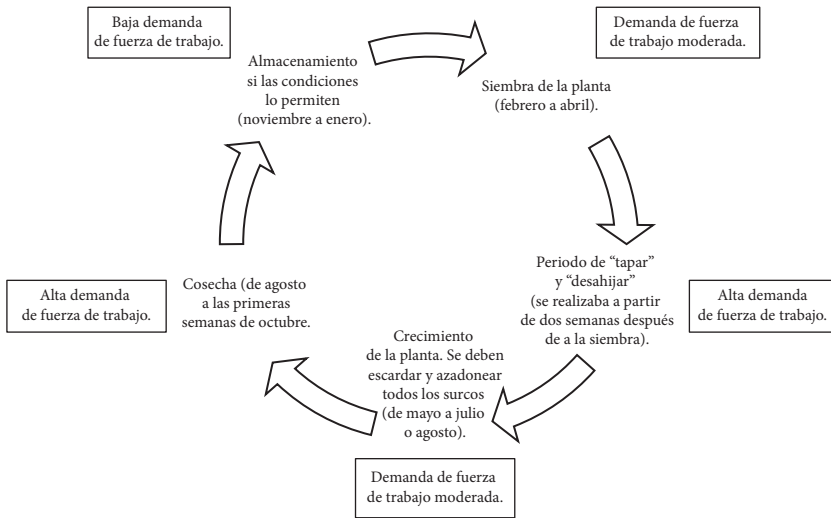 Baja demanda
de fuerza de trabajo.
Almacenamiento
si las condiciones
lo permiten
(noviembre a enero).
Demanda de fuerza
de trabajo moderada.
Siembra de la planta
(febrero a abril).
Periodo de “tapar”
y “desahijar”
(se realizaba a partir
de dos semanas después
de a la siembra).
Alta demanda
de fuerza de trabajo.
Crecimiento
de la planta. Se deben
escardar y azadonear
todos los surcos
(de mayo a julio
o agosto).
Demanda de fuerza
de trabajo moderada.
Cosecha (de agosto
a las primeras
semanas de octubre.
Alta demanda
de fuerza de trabajo.